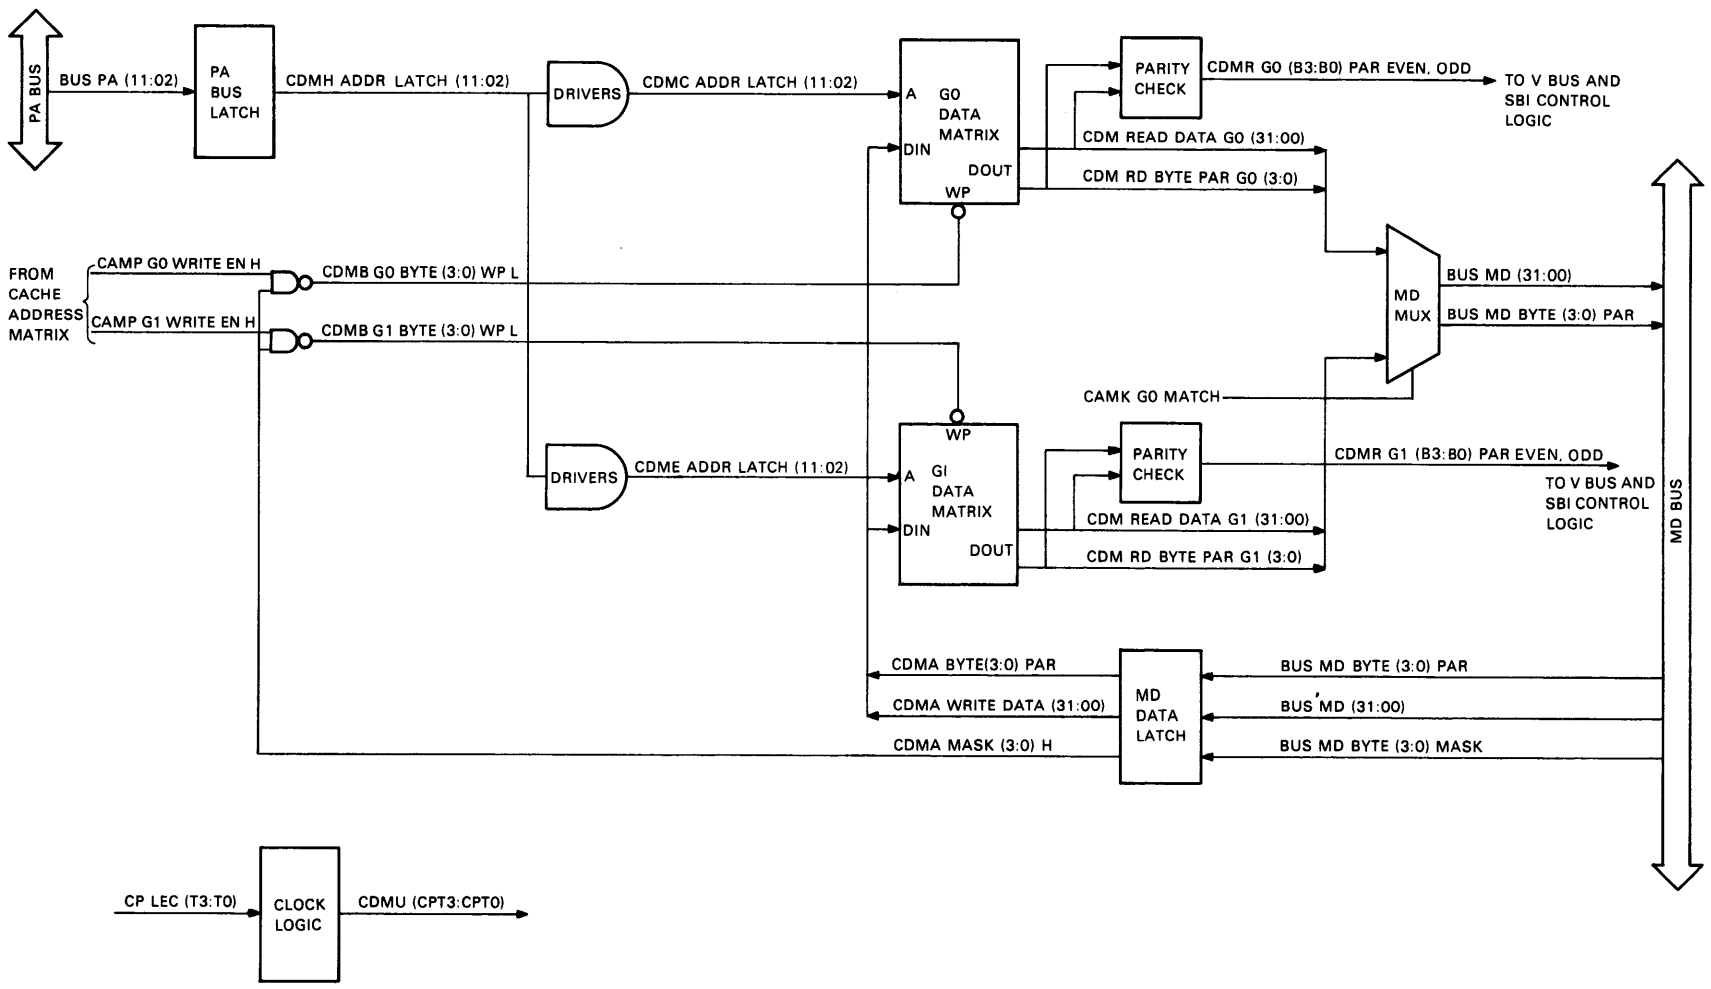 PA BUS
BUS PA (11:02)
PA
BUS
LATCH
CDMH ADDR LATCH (11:02)
DRIVERS
CDMC ADDR LATCH (11:02)
A
G0
DATA
MATRIX
DIN
DOUT
WP
PARITY
CHECK
CDMR G0 (B3:B0) PAR EVEN, ODD
TO V BUS AND
SBI CONTROL
LOGIC
CDM READ DATA G0 (31:00)
CDM RD BYTE PAR G0 (3:0)
FROM
CACHE
ADDRESS
MATRIX
CAMP G0 WRITE EN H
CDMB G0 BYTE (3:0) WP L
CAMP G1 WRITE EN H
CDMB G1 BYTE (3:0) WP L
MD
MUX
BUS MD (31:00)
BUS MD BYTE (3:0) PAR
CAMK G0 MATCH
DRIVERS
CDME ADDR LATCH (11:02)
WP
A
GI
DATA
MATRIX
DIN
DOUT
PARITY
CHECK
CDMR G1 (B3:B0) PAR EVEN, ODD
TO V BUS AND
SBI CONTROL
LOGIC
CDM READ DATA G1 (31:00)
CDM RD BYTE PAR G1 (3:0)
MD BUS
CDMA BYTE(3:0) PAR
CDMA WRITE DATA (31:00)
CDMA MASK (3:0) H
MD
DATA
LATCH
BUS MD BYTE (3:0) PAR
BUS MD (31:00)
BUS MD BYTE (3:0) MASK
CP LEC (T3:T0)
CLOCK
LOGIC
CDMU (CPT3:CPT0)